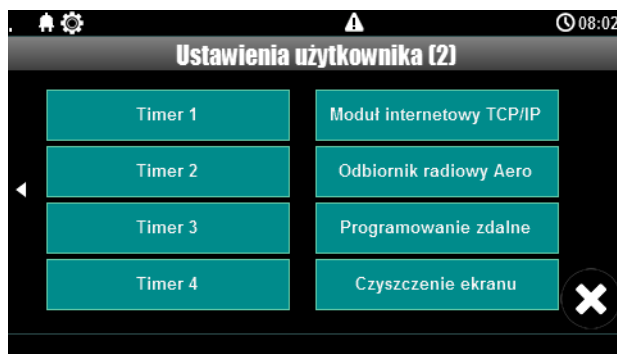 08:02
Ustawienia użytkownika (2)
Timer 1
Moduł internetowy TCP/IP
Timer 2
Odbiornik radiowy Aero
Timer 3
Programowanie zdalne
Timer 4
Czyszczenie ekranu